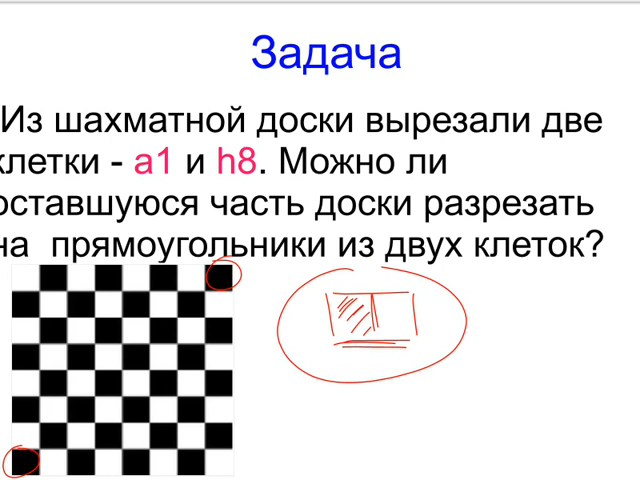 Задача
Из шахматной доски вырезали две
клетки - a1 и h8. Можно ли
оставшуюся часть доски разрезать
на прямоугольники из двух клеток?